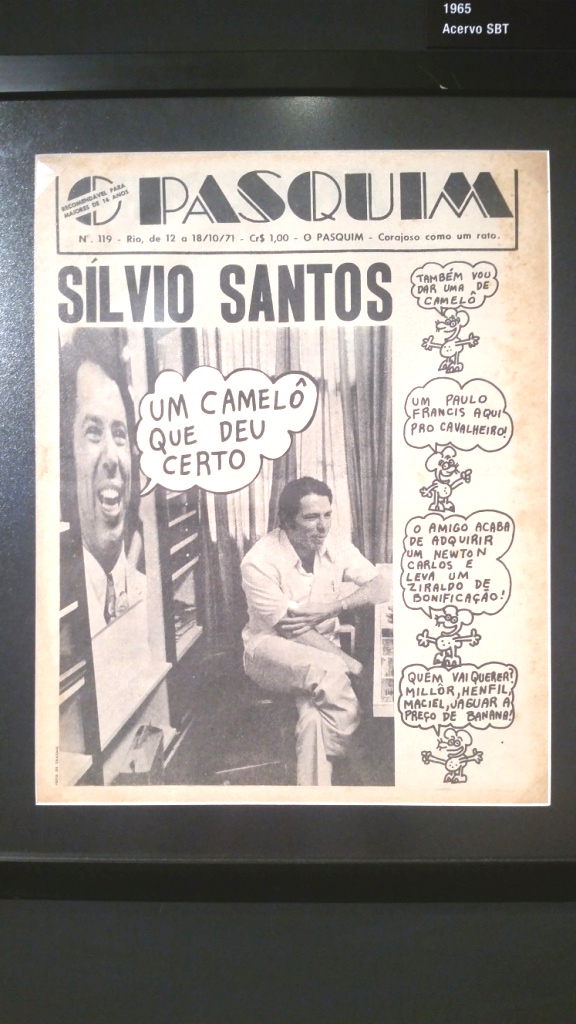 1965
Acervo SBT
RECOMENDÁVEL PARA
MAIORES DE 16 ANOS
O PASQUIM
Nº. 119 - Rio, de 12 a 18/10/71 - Cr$ 1,00 - O PASQUIM - Corajoso como um rato.
SÍLVIO SANTOS
UM CAMELÔ
QUE DEU
CERTO
TAMBÉM VOU
DAR UMA DE
CAMELÔ
UM PAULO
FRANCIS AQUI
PRO CAVALHEIRO!
O AMIGO ACABA
DE ADQUIRIR
UM NEWTON
CARLOS E
LEVA UM
ZIRALDO DE
BONIFICAÇÃO!
QUEM VAI QUERER?
MILLÔR, HENFIL
MACIEL, JAGUAR A
PREÇO DE BANANA!